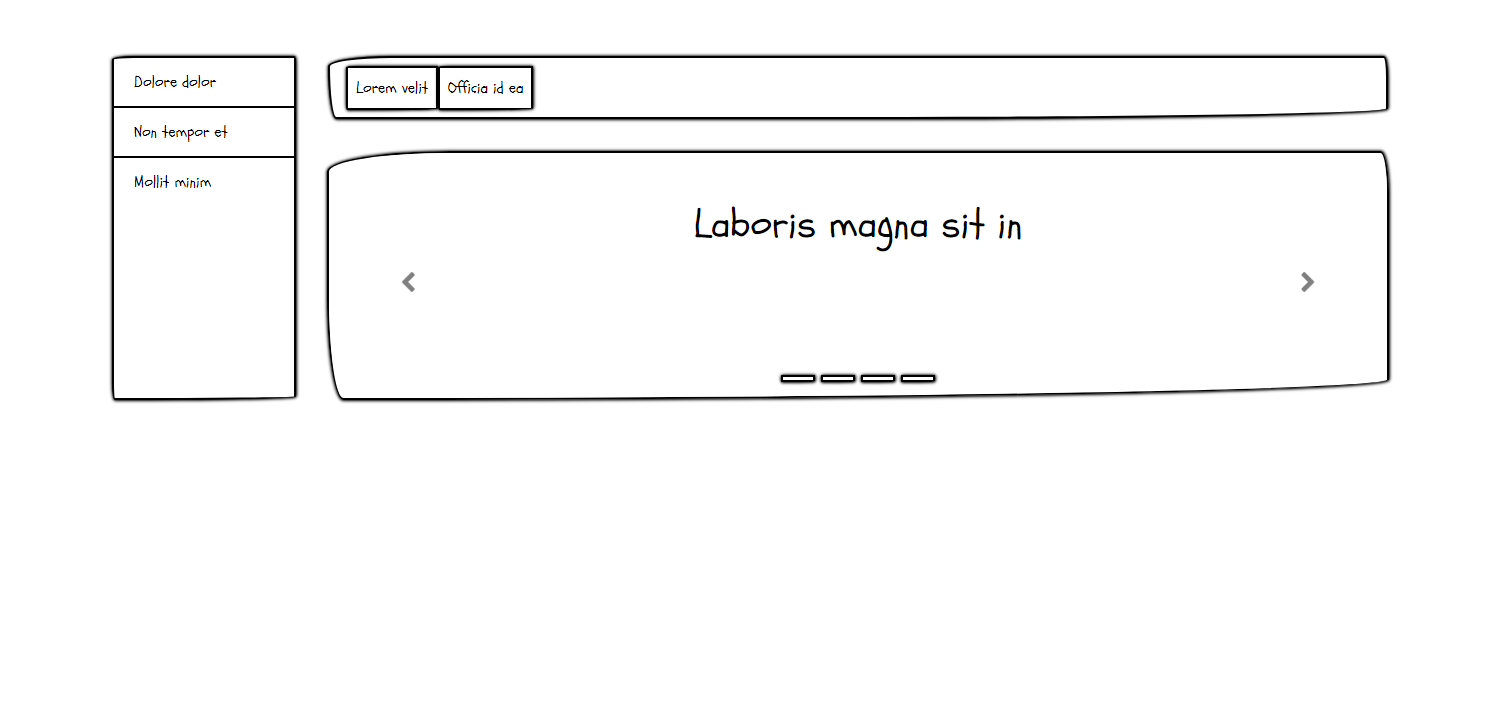 Dolore dolor
Non tempor et
Mollit minim
Lorem velit
Officia id ea
Laboris magna sit in